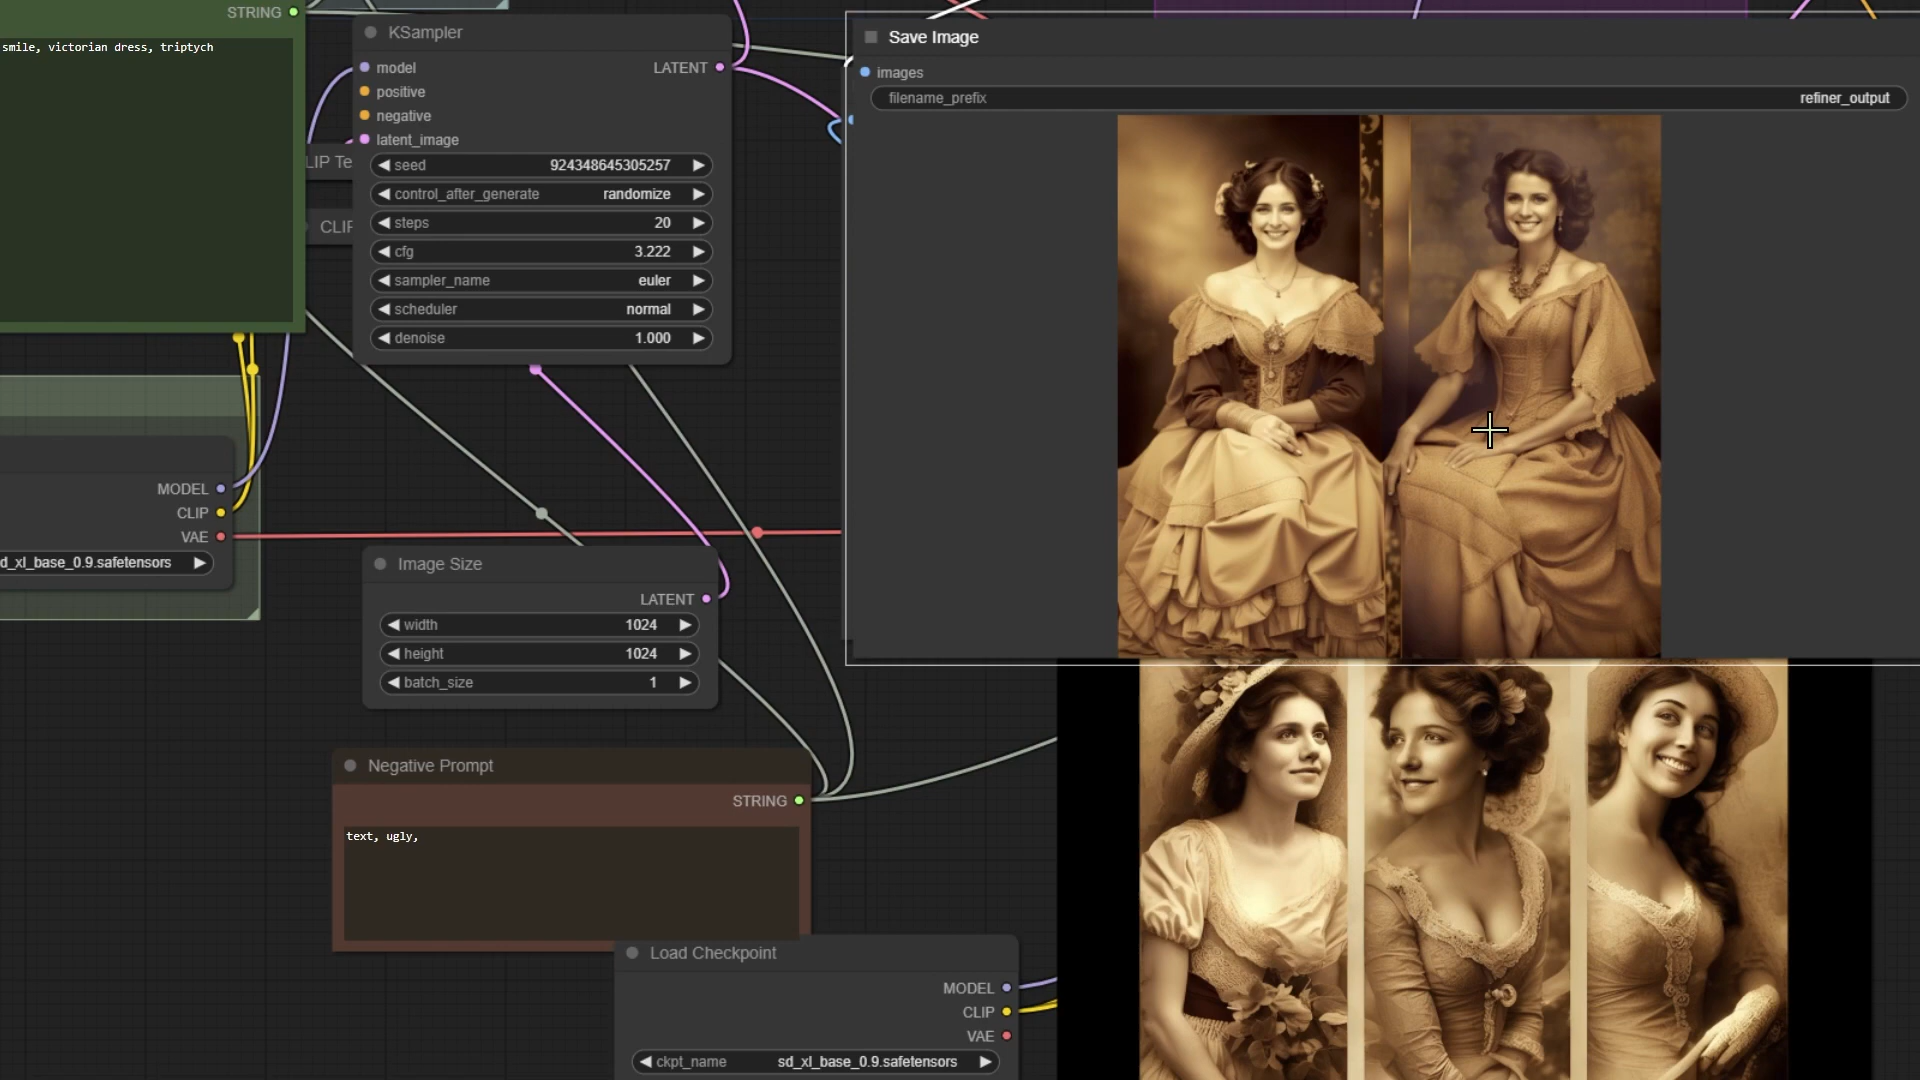 STRING
smile, victorian dress, triptych
KSampler
model
LATENT
positive
negative
latent_image
LIP Te
CLIP
seed 924348645305257
control_after_generate randomize
steps 20
cfg 3.222
sampler_name euler
scheduler normal
denoise 1.000
Save Image
images
filename_prefix refiner_output
MODEL
CLIP
VAE
d_xl_base_0.9.safetensors
Image Size
LATENT
width 1024
height 1024
batch_size 1
Negative Prompt
STRING
text, ugly,
Load Checkpoint
MODEL
CLIP
VAE
ckpt_name sd_xl_base_0.9.safetensors